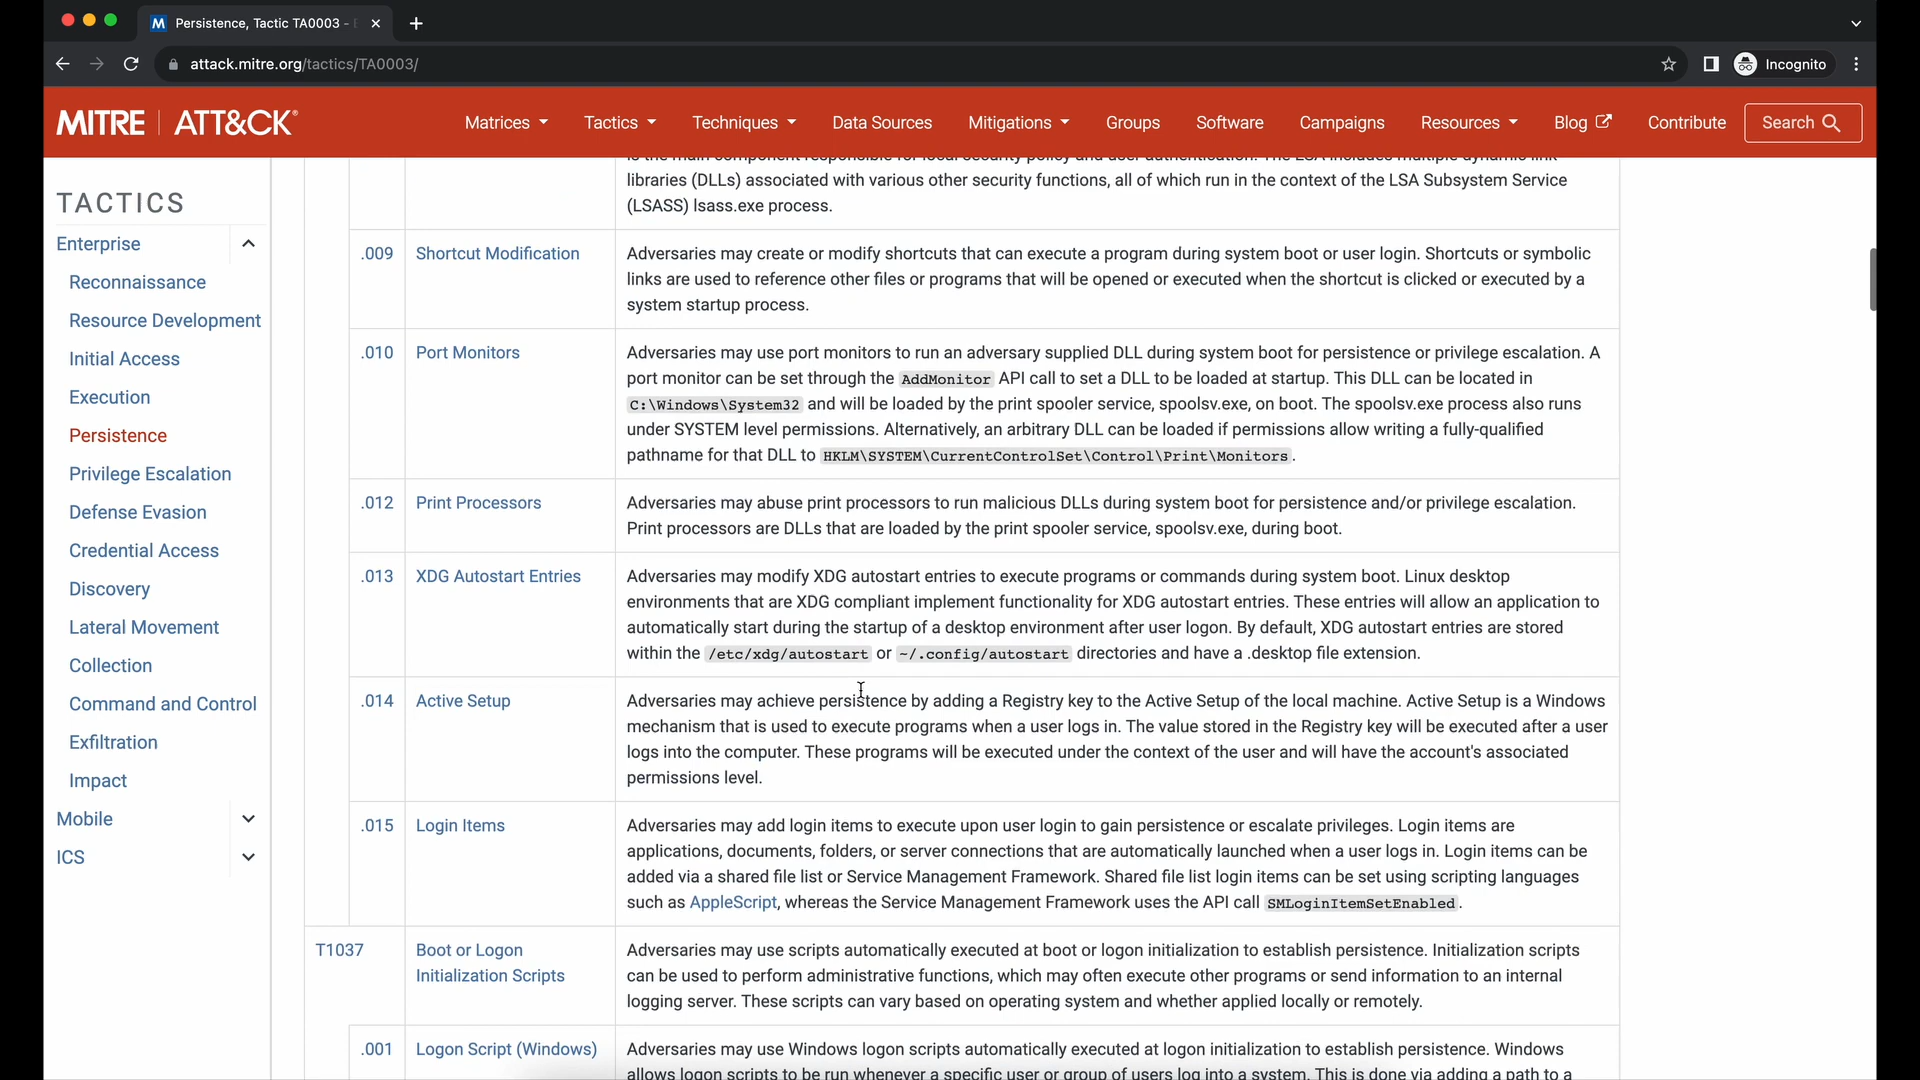 M Persistence, Tactic TA0003 -
attack.mitre.org/tactics/TA0003/
Incognito
MITRE | ATT&CK®
Matrices
Tactics
Techniques
Data Sources
Mitigations
Groups
Software
Campaigns
Resources
Blog
Contribute
Search
TACTICS
Enterprise
Reconnaissance
Resource Development
Initial Access
Execution
Persistence
Privilege Escalation
Defense Evasion
Credential Access
Discovery
Lateral Movement
Collection
Command and Control
Exfiltration
Impact
Mobile
ICS
is the main component responsible for local security policy and user authentication. The LSA includes multiple dynamic link
libraries (DLLs) associated with various other security functions, all of which run in the context of the LSA Subsystem Service
(LSASS) lsass.exe process.
.009 Shortcut Modification
Adversaries may create or modify shortcuts that can execute a program during system boot or user login. Shortcuts or symbolic
links are used to reference other files or programs that will be opened or executed when the shortcut is clicked or executed by a
system startup process.
.010 Port Monitors
Adversaries may use port monitors to run an adversary supplied DLL during system boot for persistence or privilege escalation. A
port monitor can be set through the AddMonitor API call to set a DLL to be loaded at startup. This DLL can be located in
C:\Windows\System32 and will be loaded by the print spooler service, spoolsv.exe, on boot. The spoolsv.exe process also runs
under SYSTEM level permissions. Alternatively, an arbitrary DLL can be loaded if permissions allow writing a fully-qualified
pathname for that DLL to HKLM\SYSTEM\CurrentControlSet\Control\Print\Monitors.
.012 Print Processors
Adversaries may abuse print processors to run malicious DLLs during system boot for persistence and/or privilege escalation.
Print processors are DLLs that are loaded by the print spooler service, spoolsv.exe, during boot.
.013 XDG Autostart Entries
Adversaries may modify XDG autostart entries to execute programs or commands during system boot. Linux desktop
environments that are XDG compliant implement functionality for XDG autostart entries. These entries will allow an application to
automatically start during the startup of a desktop environment after user logon. By default, XDG autostart entries are stored
within the /etc/xdg/autostart or ~/.config/autostart directories and have a .desktop file extension.
.014 Active Setup
Adversaries may achieve persistence by adding a Registry key to the Active Setup of the local machine. Active Setup is a Windows
mechanism that is used to execute programs when a user logs in. The value stored in the Registry key will be executed after a user
logs into the computer. These programs will be executed under the context of the user and will have the account's associated
permissions level.
.015 Login Items
Adversaries may add login items to execute upon user login to gain persistence or escalate privileges. Login items are
applications, documents, folders, or server connections that are automatically launched when a user logs in. Login items can be
added via a shared file list or Service Management Framework. Shared file list login items can be set using scripting languages
such as AppleScript, whereas the Service Management Framework uses the API call SMLoginItemSetEnabled.
T1037 Boot or Logon
Initialization Scripts
Adversaries may use scripts automatically executed at boot or logon initialization to establish persistence. Initialization scripts
can be used to perform administrative functions, which may often execute other programs or send information to an internal
logging server. These scripts can vary based on operating system and whether applied locally or remotely.
.001 Logon Script (Windows)
Adversaries may use Windows logon scripts automatically executed at logon initialization to establish persistence. Windows
allows logon scripts to be run whenever a specific user or group of users log into a system. This is done via adding a path to a